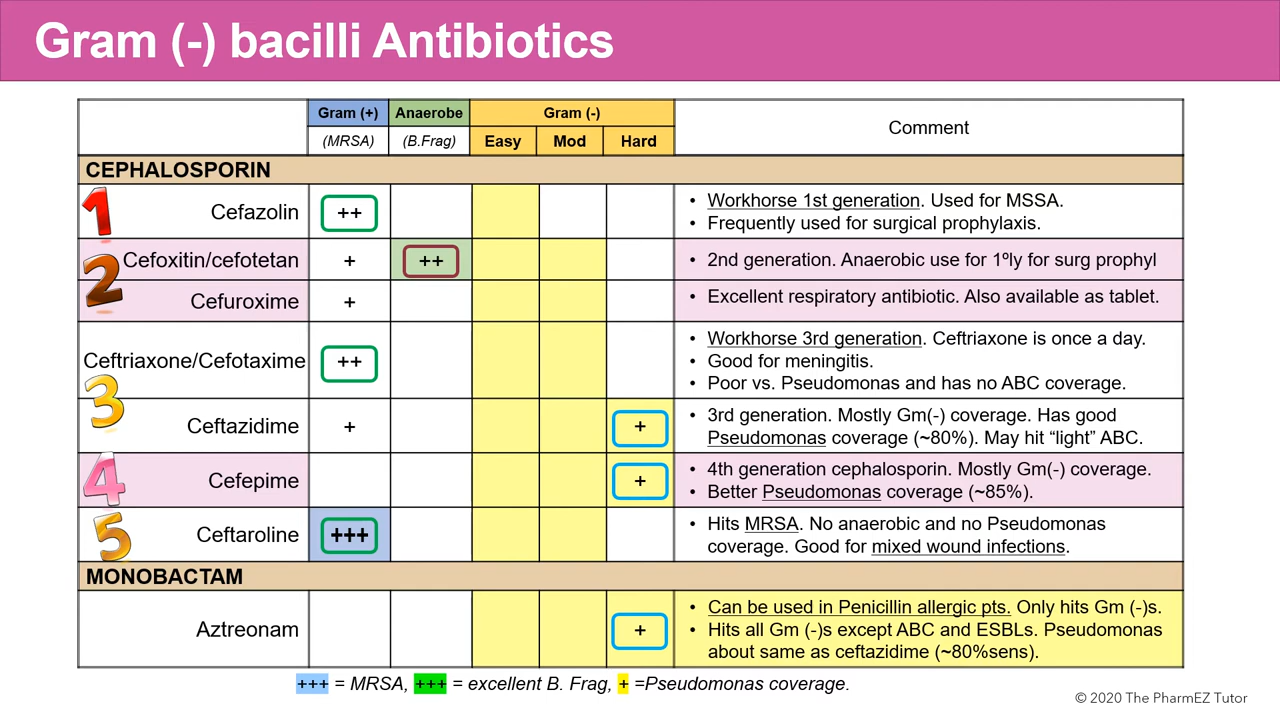 Gram (-) bacilli Antibiotics
Gram (+) Anaerobe Gram (-) Comment
(MRSA) (B.Frag) Easy Mod Hard
CEPHALOSPORIN
1 Cefazolin ++ • Workhorse 1st generation. Used for MSSA.
• Frequently used for surgical prophylaxis.
2 Cefoxitin/cefotetan + ++ • 2nd generation. Anaerobic use for 1ºly for surg prophyl
Cefuroxime + • Excellent respiratory antibiotic. Also available as tablet.
Ceftriaxone/Cefotaxime ++ • Workhorse 3rd generation. Ceftriaxone is once a day.
• Good for meningitis.
• Poor vs. Pseudomonas and has no ABC coverage.
3 Ceftazidime + + • 3rd generation. Mostly Gm(-) coverage. Has good
Pseudomonas coverage (~80%). May hit “light” ABC.
4 Cefepime + • 4th generation cephalosporin. Mostly Gm(-) coverage.
• Better Pseudomonas coverage (~85%).
5 Ceftaroline +++ • Hits MRSA. No anaerobic and no Pseudomonas
coverage. Good for mixed wound infections.
MONOBACTAM
Aztreonam + • Can be used in Penicillin allergic pts. Only hits Gm (-)s.
• Hits all Gm (-)s except ABC and ESBLs. Pseudomonas
about same as ceftazidime (~80%sens).
+++ = MRSA, +++ = excellent B. Frag, + =Pseudomonas coverage.
© 2020 The PharmEZ Tutor